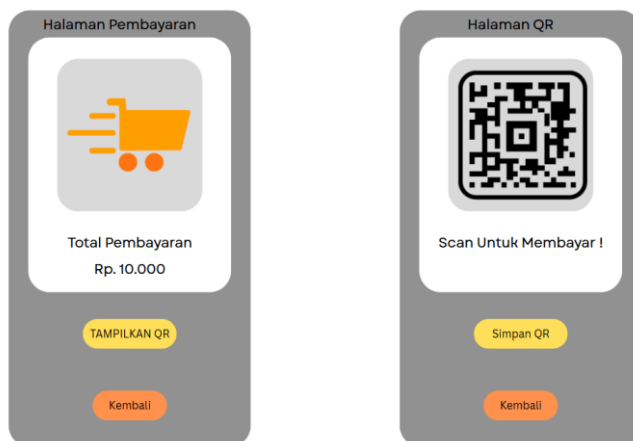 Halaman Pembayaran
Total Pembayaran
Rp. 10.000
TAMPILKAN QR
Kembali
Halaman QR
Scan Untuk Membayar !
Simpan QR
Kembali